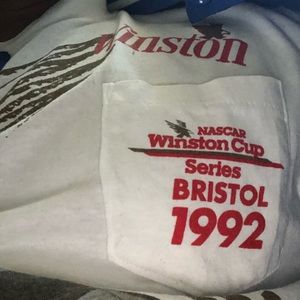 Winston
NASCAR
Winston Cup
Series
BRISTOL
1992